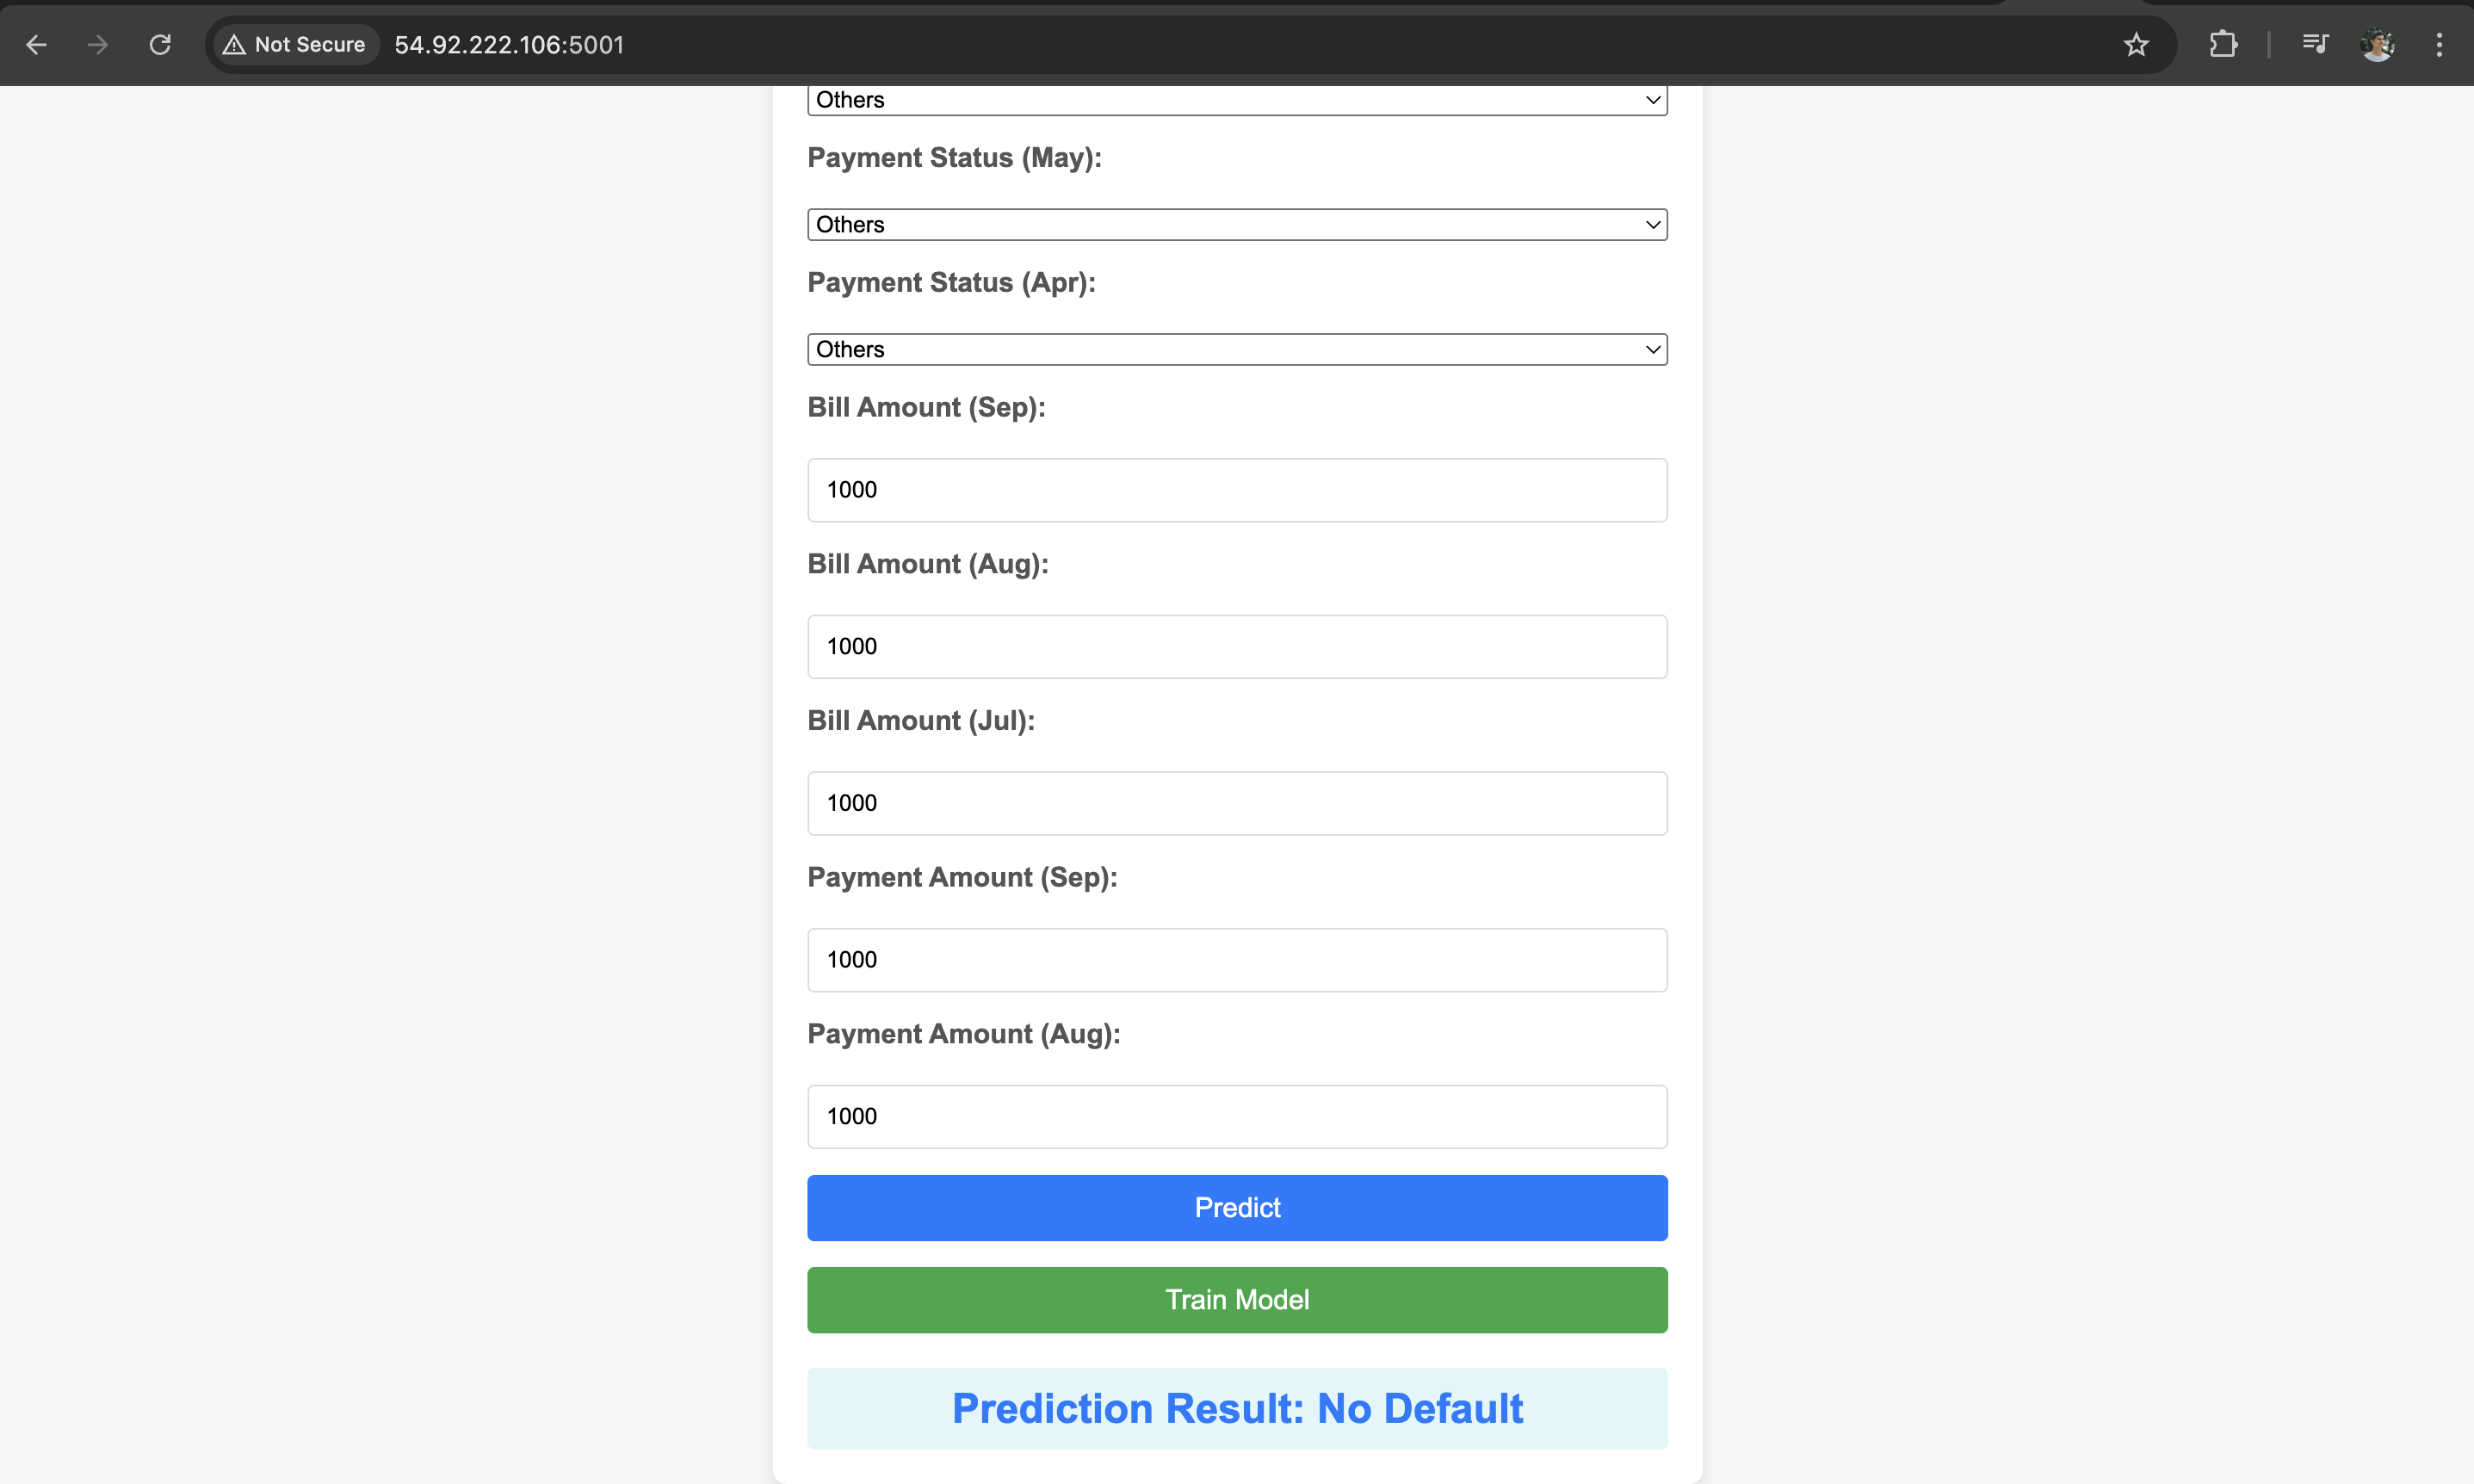 Not Secure 54.92.222.106:5001
Others
Payment Status (May):
Others
Payment Status (Apr):
Others
Bill Amount (Sep):
1000
Bill Amount (Aug):
1000
Bill Amount (Jul):
1000
Payment Amount (Sep):
1000
Payment Amount (Aug):
1000
Predict
Train Model
Prediction Result: No Default